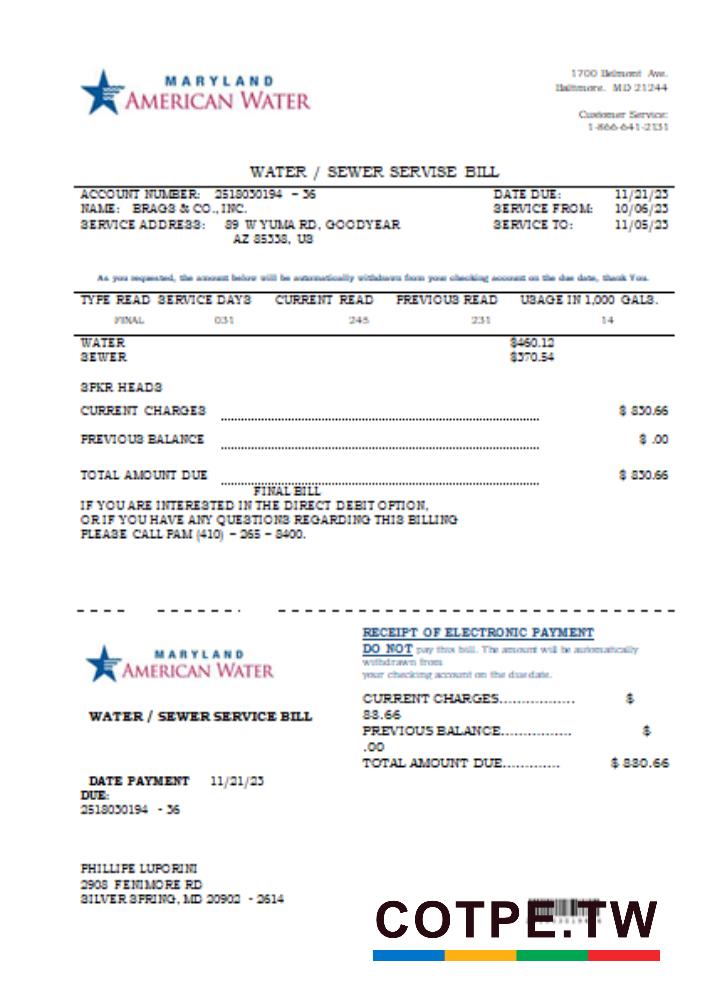 MARYLAND
AMERICAN WATER
1700 Belmont Ave.
Baltimore, MD 21244
Customer Service:
1-866-641-2131
WATER / SEWER SERVISE BILL
ACCOUNT NUMBER: 2518030194 - 36 DATE DUE: 11/21/23
NAME: BRAGS & CO., INC. SERVICE FROM: 10/06/23
SERVICE ADDRESS: 89 W YUMA RD, GOODYEAR SERVICE TO: 11/05/23
AZ 85338, US
As you requested, the amount below will be automatically withdrawn from your checking account on the due date, thank You.
TYPE READ SERVICE DAYS CURRENT READ PREVIOUS READ USAGE IN 1,000 GALS.
FINAL 031 245 231 14
WATER $460.12
SEWER $370.54
SPKR HEADS
CURRENT CHARGES $ 830.66
PREVIOUS BALANCE $ .00
TOTAL AMOUNT DUE $ 830.66
FINAL BILL
IF YOU ARE INTERESTED IN THE DIRECT DEBIT OPTION,
OR IF YOU HAVE ANY QUESTIONS REGARDING THIS BILLING
PLEASE CALL PAM (410) - 265 - 8400.
MARYLAND
AMERICAN WATER
RECEIPT OF ELECTRONIC PAYMENT
DO NOT pay this bill. The amount will be automatically
withdrawn from
your checking account on the due date.
WATER / SEWER SERVICE BILL
CURRENT CHARGES................. $
88.66
PREVIOUS BALANCE................ $
.00
TOTAL AMOUNT DUE............. $ 880.66
DATE PAYMENT 11/21/23
DUE:
2518030194 - 36
PHILLIPE LUPORINI
2908 FENIMORE RD
SILVER SPRING, MD 20902 - 2614
COTPE.TW